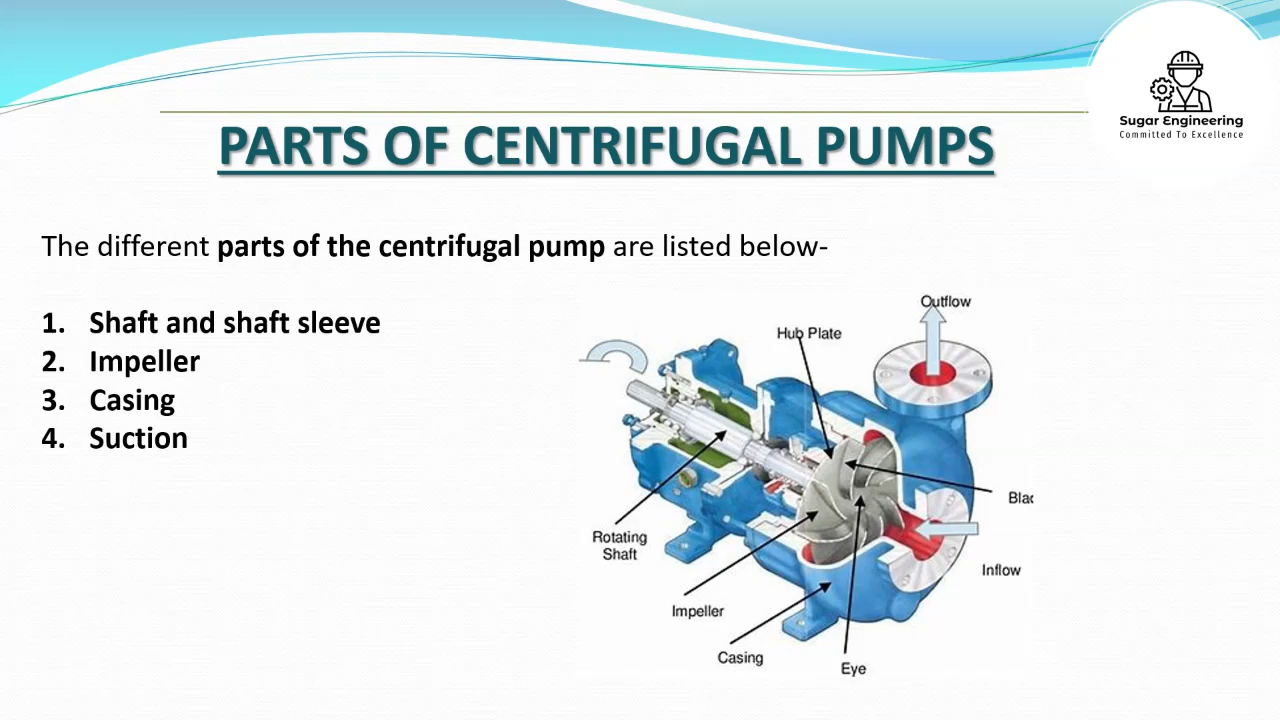 Sugar Engineering
Committed To Excellence
PARTS OF CENTRIFUGAL PUMPS
The different parts of the centrifugal pump are listed below-
1. Shaft and shaft sleeve
2. Impeller
3. Casing
4. Suction
Outflow
Hub Plate
Rotating
Shaft
Inflow
Impeller
Casing
Eye